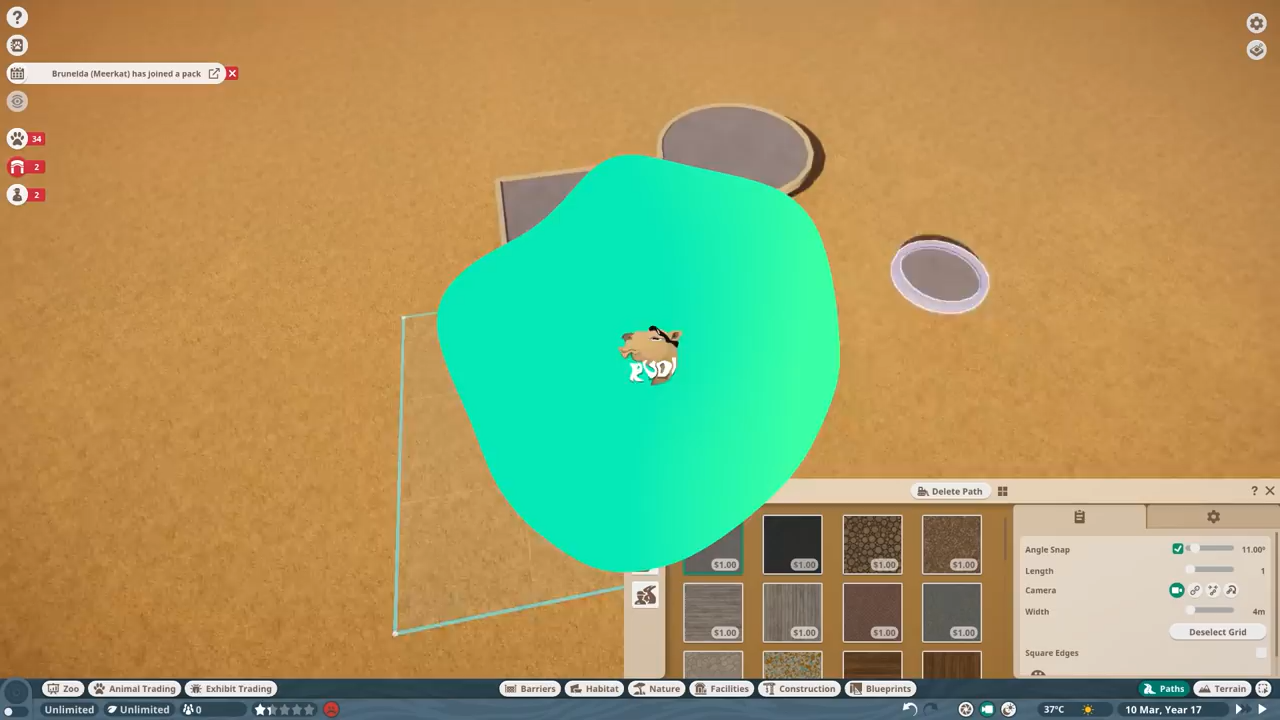 ?
Brunelda (Meerkat) has joined a pack
34
2
2
RUDI
Delete Path
?
$1.00
$1.00
$1.00
$1.00
$1.00
$1.00
$1.00
$1.00
Angle Snap
11.00°
Length
1
Camera
Width
4m
Deselect Grid
Square Edges
Zoo
Animal Trading
Exhibit Trading
Barriers
Habitat
Nature
Facilities
Construction
Blueprints
Paths
Terrain
Unlimited
Unlimited
0
37°C
10 Mar, Year 17